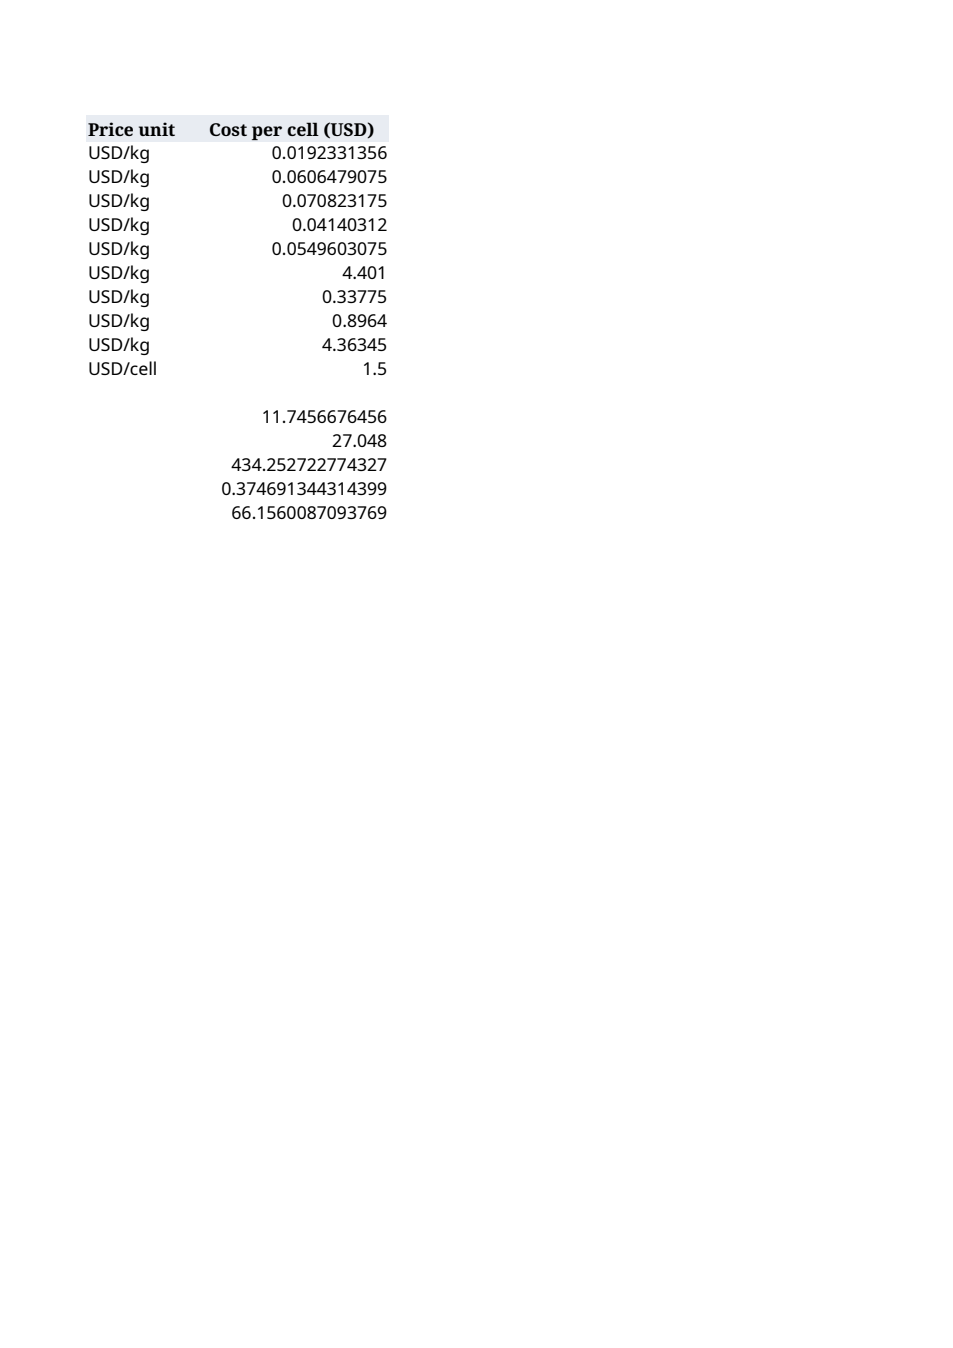 Price unit Cost per cell (USD)
USD/kg 0.0192331356
USD/kg 0.0606479075
USD/kg 0.070823175
USD/kg 0.04140312
USD/kg 0.0549603075
USD/kg 4.401
USD/kg 0.33775
USD/kg 0.8964
USD/kg 4.36345
USD/cell 1.5
11.7456676456
27.048
434.252722774327
0.374691344314399
66.1560087093769